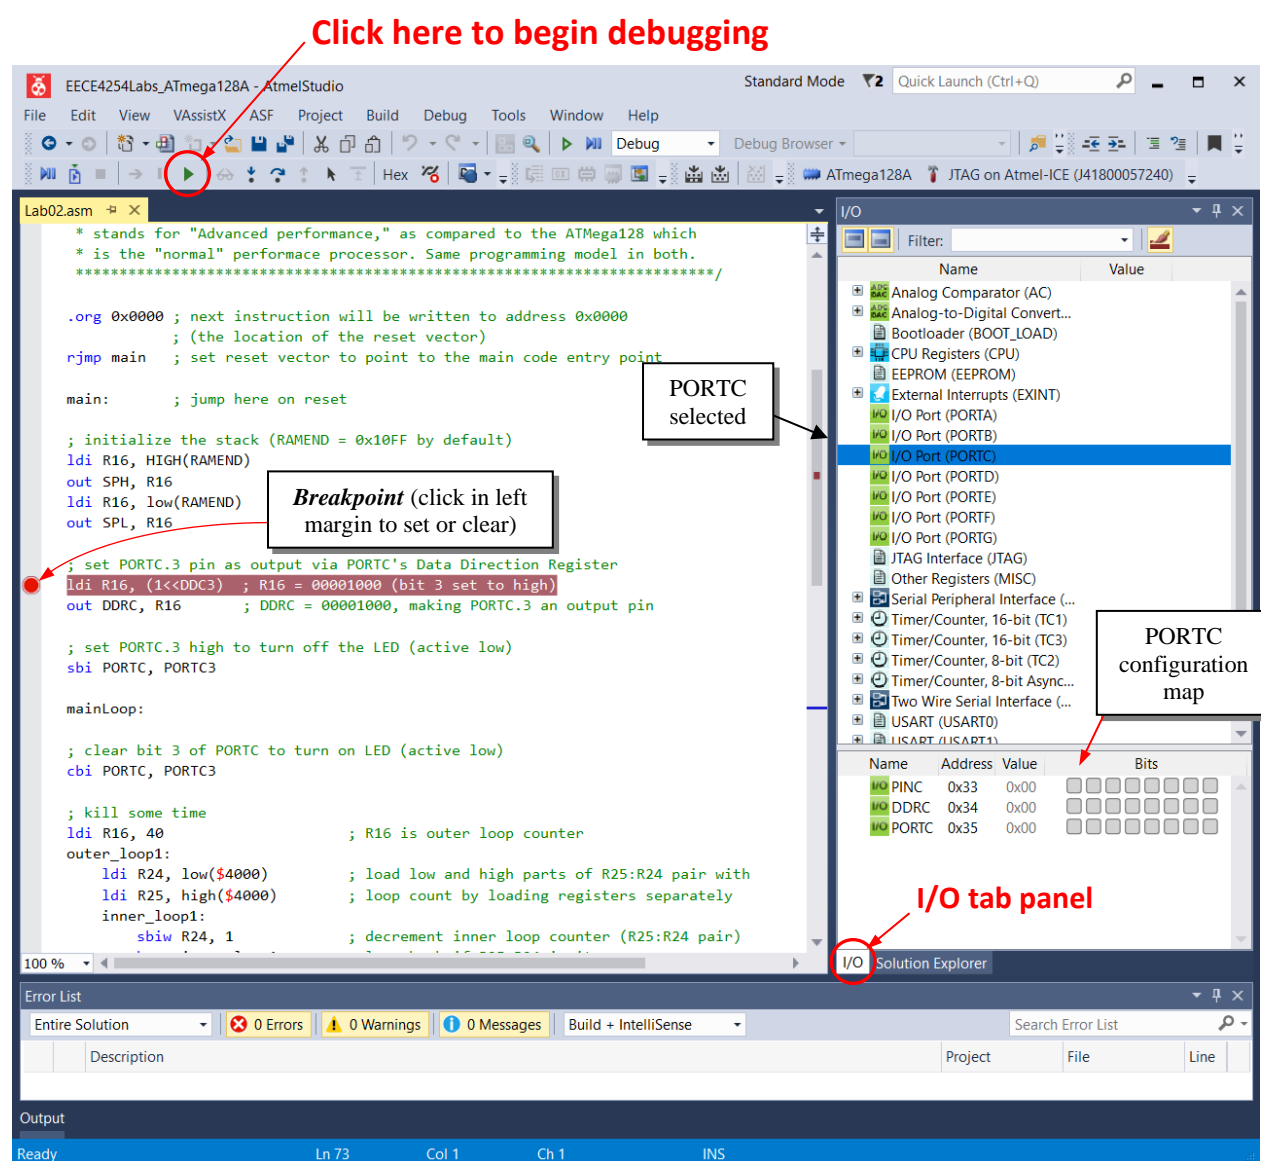 Click here to begin debugging
EECE4254Labs_ATmega128A - AtmelStudio
Standard Mode
2
Quick Launch (Ctrl+Q)
File Edit View VAssistX ASF Project Build Debug Tools Window Help
Debug
Debug Browser
Hex
ATmega128A
JTAG on Atmel-ICE (J41800057240)
Lab02.asm
* stands for "Advanced performance," as compared to the ATMega128 which
* is the "normal" performace processor. Same programming model in both.
*************************************************************************/
.org 0x0000 ; next instruction will be written to address 0x0000
; (the location of the reset vector)
rjmp main ; set reset vector to point to the main code entry point
main: ; jump here on reset
; initialize the stack (RAMEND = 0x10FF by default)
ldi R16, HIGH(RAMEND)
out SPH, R16
ldi R16, low(RAMEND)
out SPL, R16
; set PORTC.3 pin as output via PORTC's Data Direction Register
ldi R16, (1<<DDC3) ; R16 = 00001000 (bit 3 set to high)
out DDRC, R16 ; DDRC = 00001000, making PORTC.3 an output pin
; set PORTC.3 high to turn off the LED (active low)
sbi PORTC, PORTC3
mainLoop:
; clear bit 3 of PORTC to turn on LED (active low)
cbi PORTC, PORTC3
; kill some time
ldi R16, 40 ; R16 is outer loop counter
outer_loop1:
ldi R24, low($4000) ; load low and high parts of R25:R24 pair with
ldi R25, high($4000) ; loop count by loading registers separately
inner_loop1:
sbiw R24, 1 ; decrement inner loop counter (R25:R24 pair)
100 %
PORTC
selected
Breakpoint (click in left
margin to set or clear)
I/O
Filter:
Name Value
Analog Comparator (AC)
Analog-to-Digital Convert...
Bootloader (BOOT_LOAD)
CPU Registers (CPU)
EEPROM (EEPROM)
External Interrupts (EXINT)
I/O Port (PORTA)
I/O Port (PORTB)
I/O Port (PORTC)
I/O Port (PORTD)
I/O Port (PORTE)
I/O Port (PORTF)
I/O Port (PORTG)
JTAG Interface (JTAG)
Other Registers (MISC)
Serial Peripheral Interface (...
Timer/Counter, 16-bit (TC1)
Timer/Counter, 16-bit (TC3)
Timer/Counter, 8-bit (TC2)
Timer/Counter, 8-bit Async...
Two Wire Serial Interface (...
USART (USART0)
USART (USART1)
PORTC
configuration
map
Name Address Value Bits
I/O PINC 0x33 0x00
I/O DDRC 0x34 0x00
I/O PORTC 0x35 0x00
I/O tab panel
I/O Solution Explorer
Error List
Entire Solution
0 Errors
0 Warnings
0 Messages
Build + IntelliSense
Search Error List
Description Project File Line
Output
Ready Ln 73 Col 1 Ch 1 INS